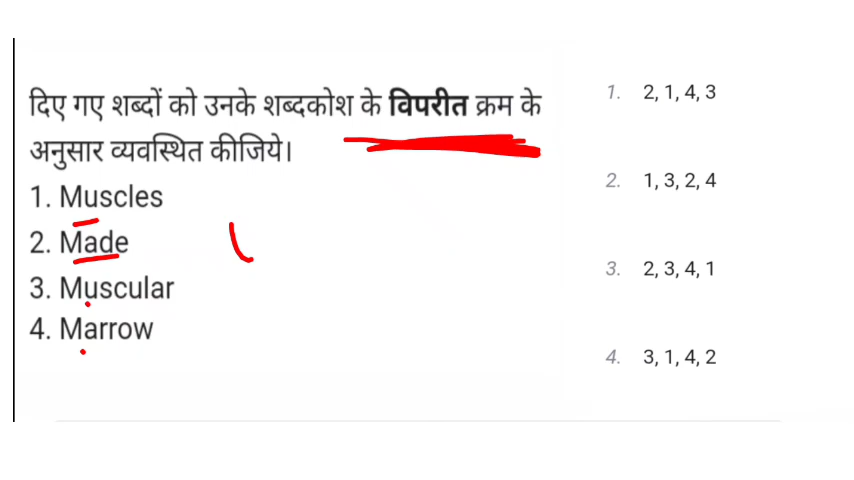 दिए गए शब्दों को उनके शब्दकोश के विपरीत क्रम के
अनुसार व्यवस्थित कीजिये।
1. Muscles
2. Made
3. Muscular
4. Marrow
1. 2, 1, 4, 3
2. 1, 3, 2, 4
3. 2, 3, 4, 1
4. 3, 1, 4, 2